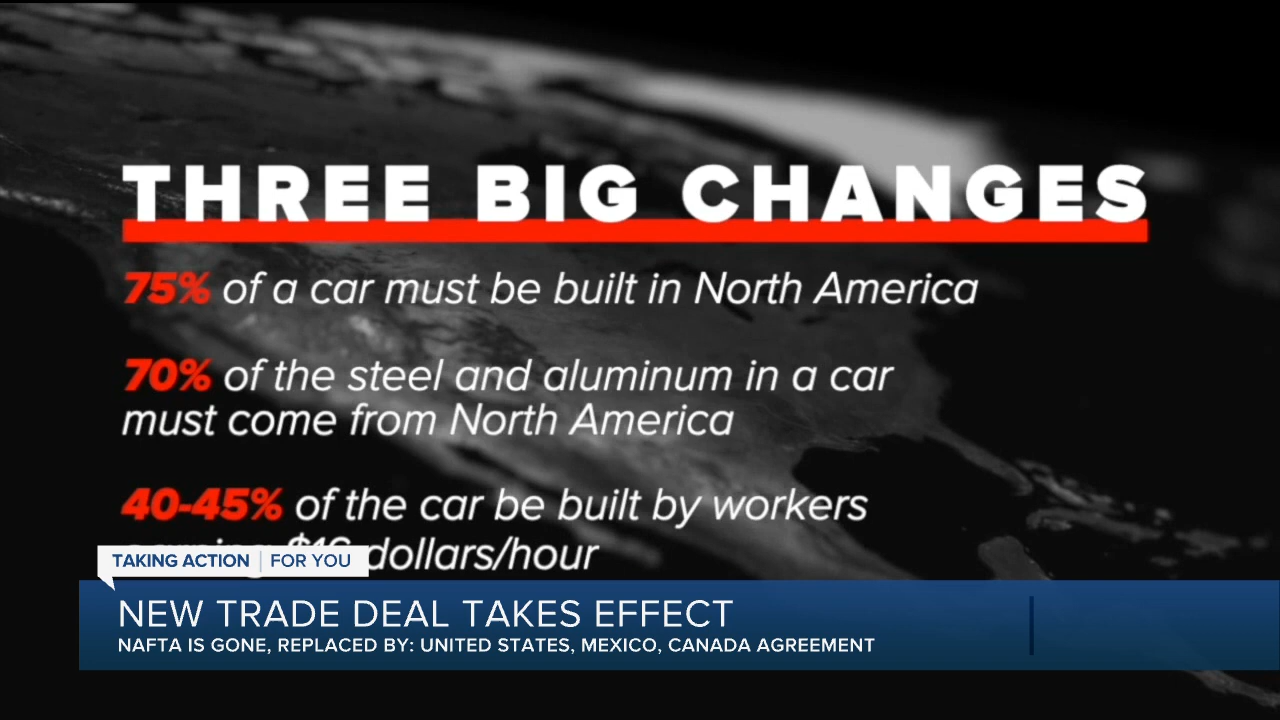 THREE BIG CHANGES
75% of a car must be built in North America
70% of the steel and aluminum in a car
must come from North America
40-45% of the car be built by workers
dollars/hour
TAKING ACTION | FOR YOU
NEW TRADE DEAL TAKES EFFECT
NAFTA IS GONE, REPLACED BY: UNITED STATES, MEXICO, CANADA AGREEMENT